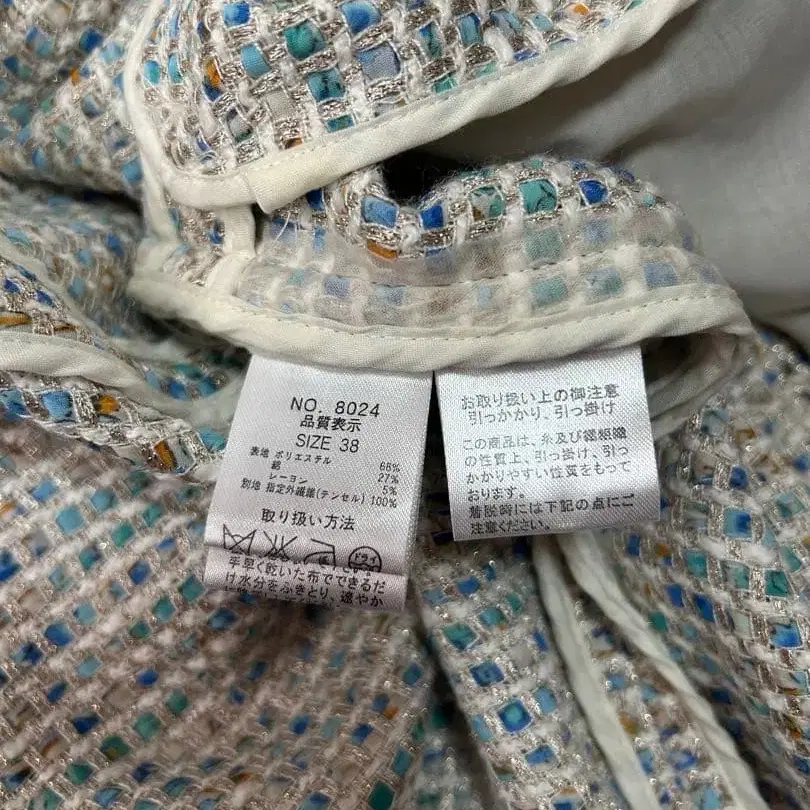 NO. 8024
品質表示
SIZE 38
表地 ポリエステル 68%
綿 27%
レーヨン 5%
別地 指定外繊維(テンセル) 100%
取り扱い方法
ドライ
手早く乾いた布でできるだ
け水分をふきとり、速やか
お取り扱い上の御注意
引っかかり、引っ掛け
この商品は、糸及び組織
の性質上、引っ掛け、引っ
かかりやすい性質をもって
おります。
着脱時には下記の点にご
注意ください。